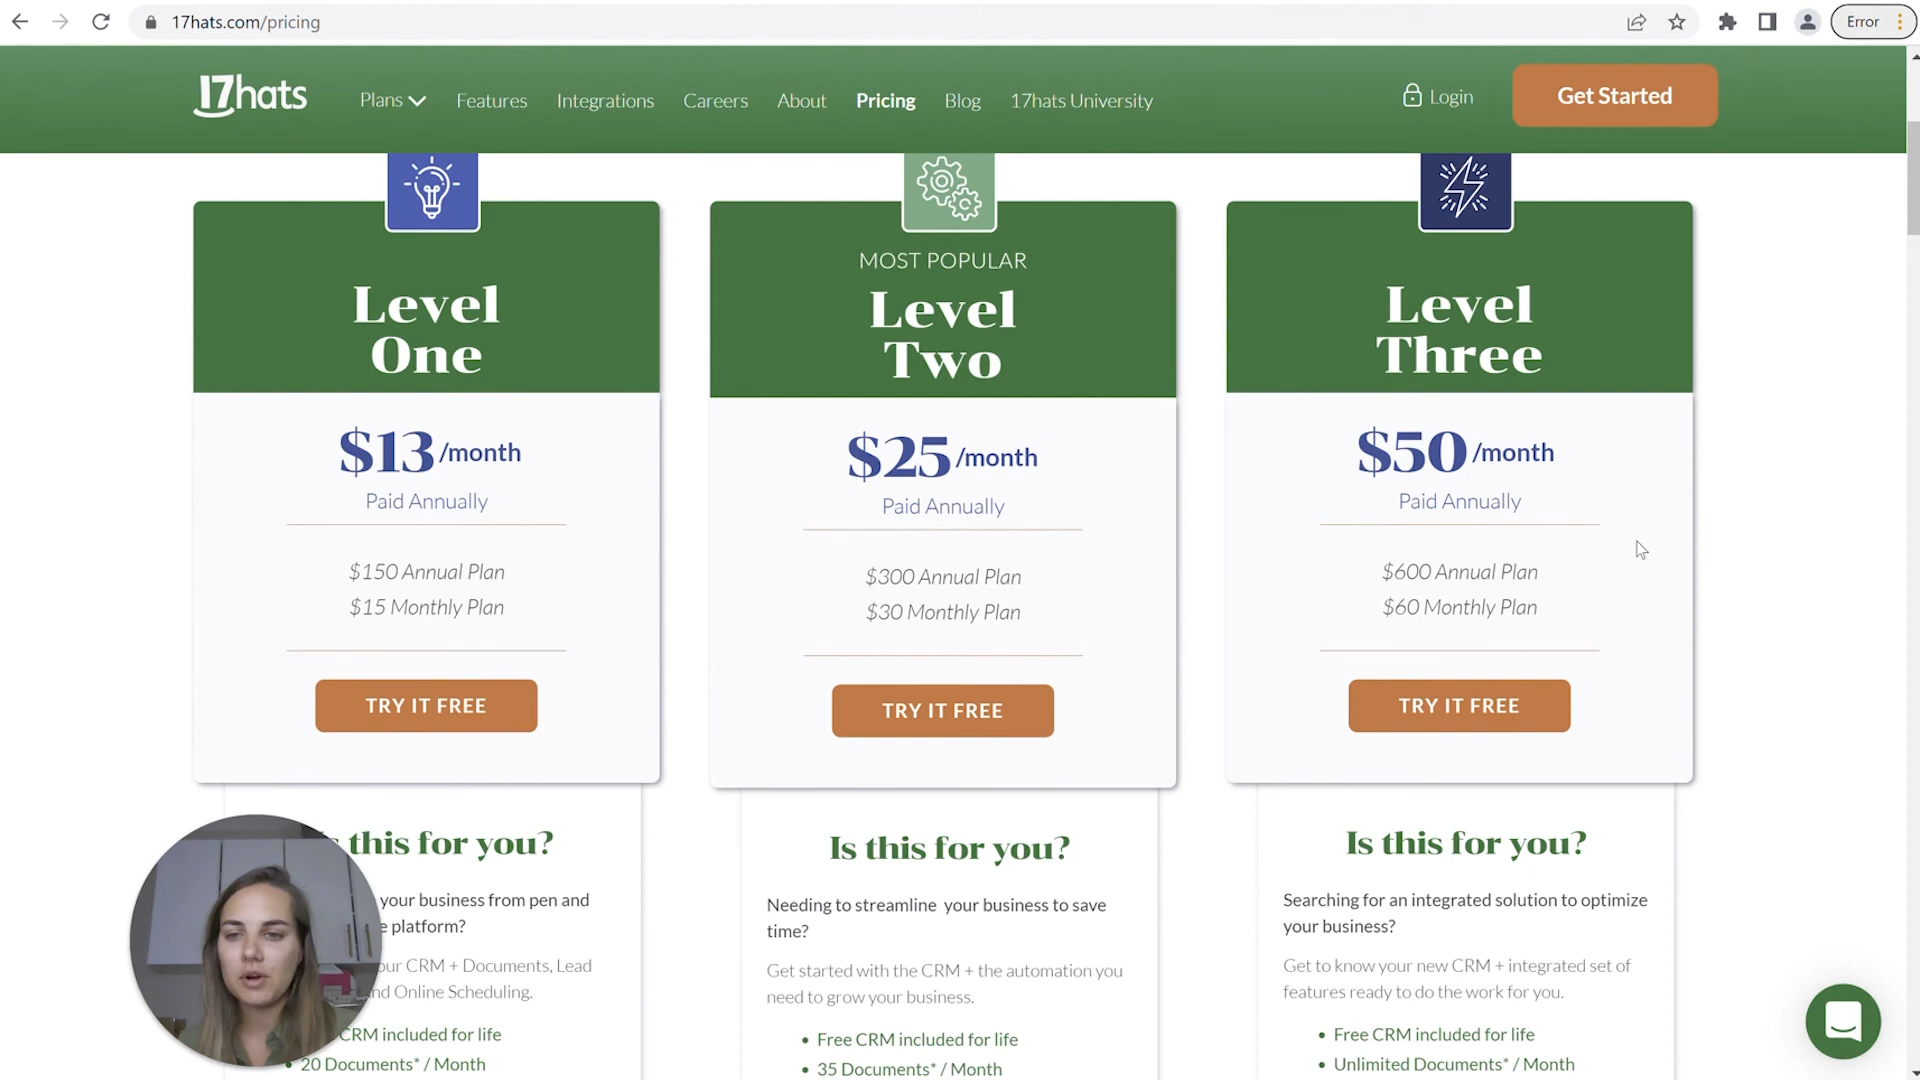 17hats.com/pricing
Error
17hats
Plans
Features
Integrations
Careers
About
Pricing
Blog
17hats University
Login
Get Started
Level
One
$13/month
Paid Annually
$150 Annual Plan
$15 Monthly Plan
TRY IT FREE
this for you?
your business from pen and
platform?
CRM + Documents, Lead
Online Scheduling.
CRM included for life
• 20 Documents* / Month
MOST POPULAR
Level
Two
$25/month
Paid Annually
$300 Annual Plan
$30 Monthly Plan
TRY IT FREE
Is this for you?
Needing to streamline your business to save
time?
Get started with the CRM + the automation you
need to grow your business.
• Free CRM included for life
• 35 Documents* / Month
Level
Three
$50/month
Paid Annually
$600 Annual Plan
$60 Monthly Plan
TRY IT FREE
Is this for you?
Searching for an integrated solution to optimize
your business?
Get to know your new CRM + integrated set of
features ready to do the work for you.
• Free CRM included for life
• Unlimited Documents* / Month